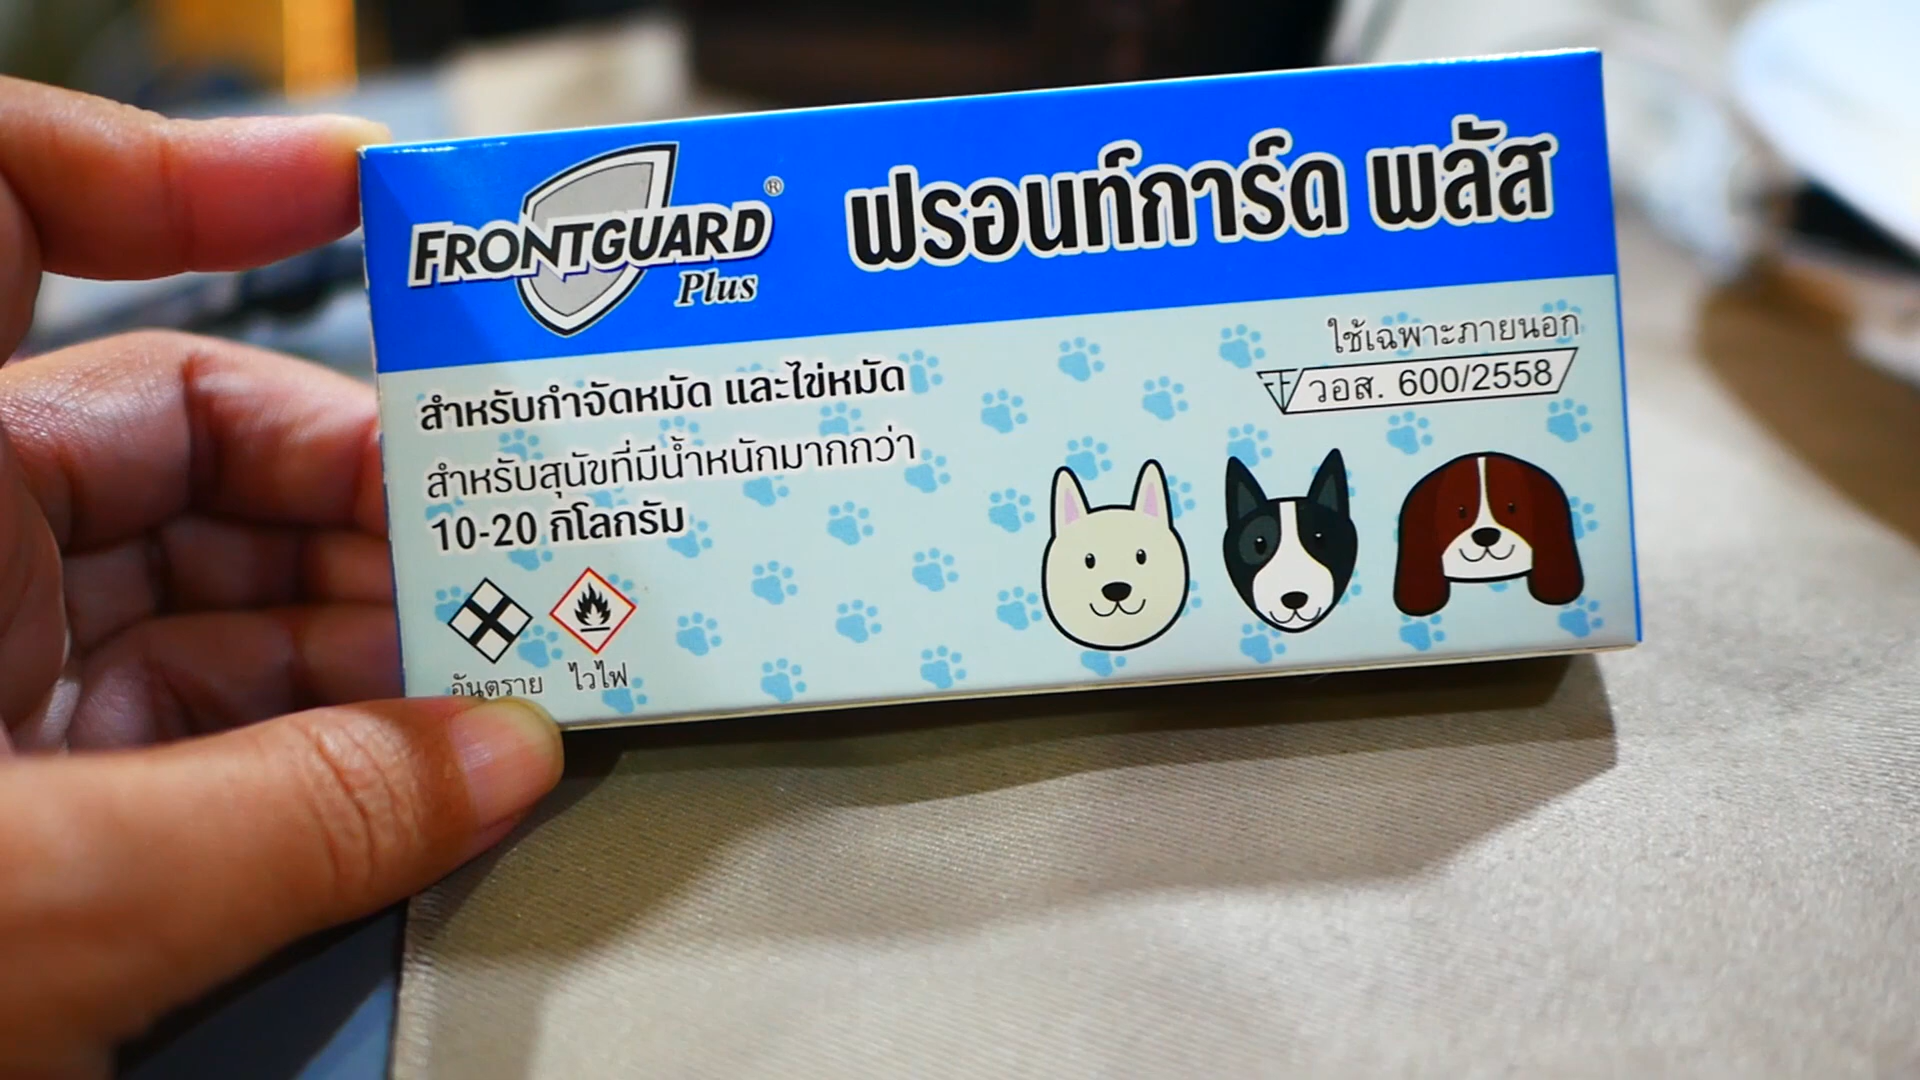 FRONTGUARD®
Plus
ฟรอนท์การ์ด พลัส
สำหรับกำจัดหมัด และไข่หมัด
สำหรับสุนัขที่มีน้ำหนักมากกว่า
10-20 กิโลกรัม
ใช้เฉพาะภายนอก
วอส. 600/2558
อันตราย
ไวไฟ